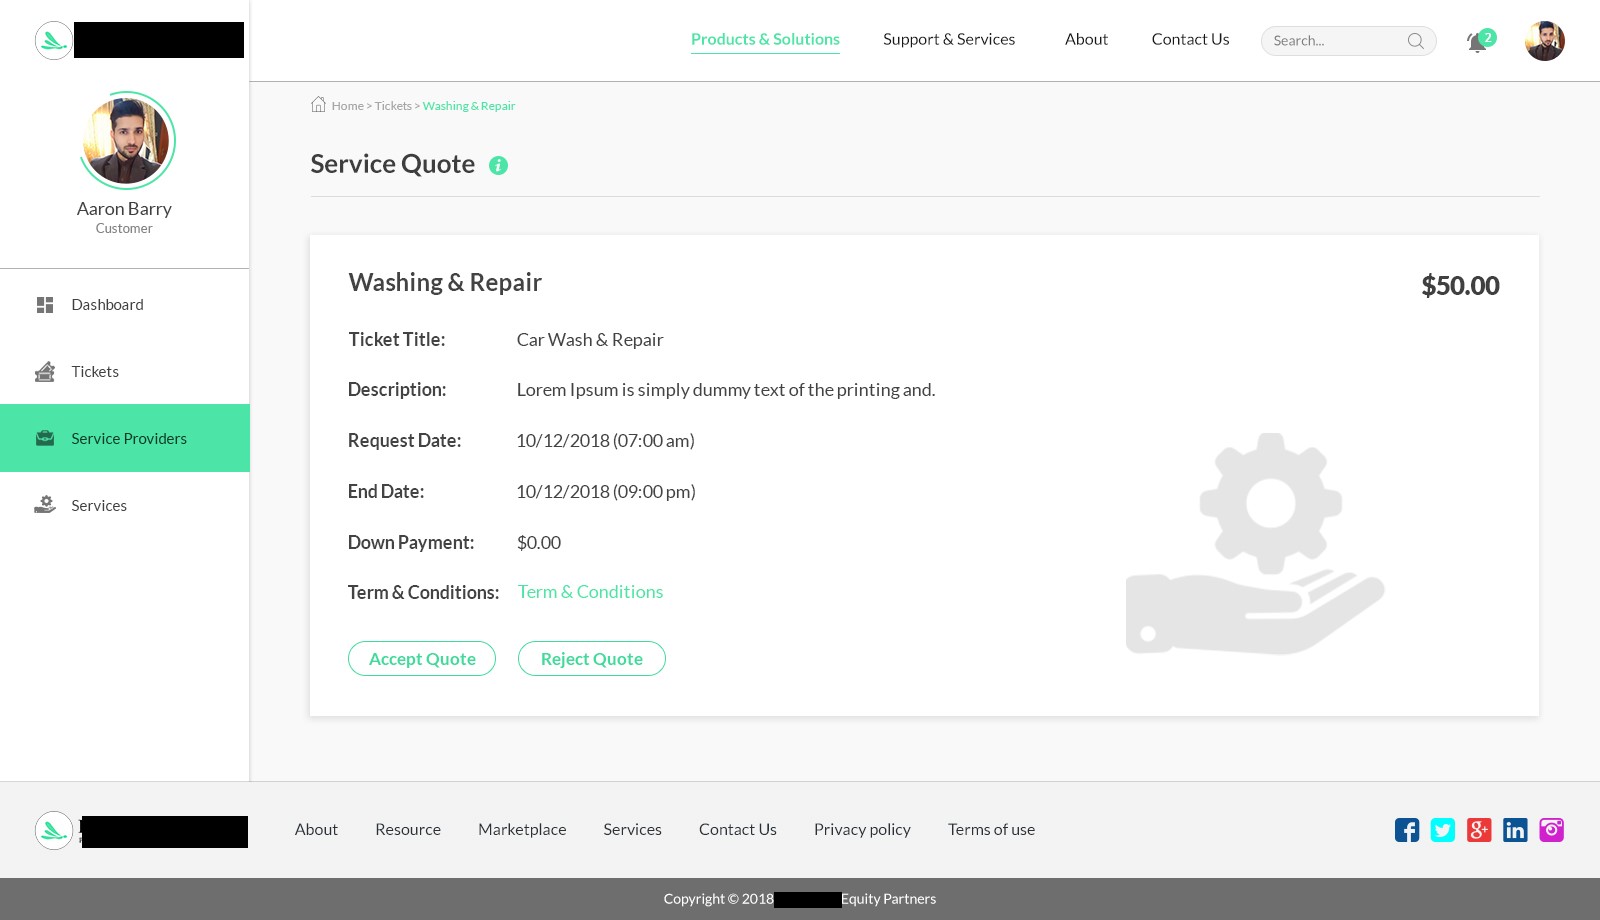 Products & Solutions
Support & Services
About
Contact Us
Search...
2
Aaron Barry
Customer
Dashboard
Tickets
Service Providers
Services
Home > Tickets > Washing & Repair
Service Quote
Washing & Repair
$50.00
Ticket Title: Car Wash & Repair
Description: Lorem Ipsum is simply dummy text of the printing and.
Request Date: 10/12/2018 (07:00 am)
End Date: 10/12/2018 (09:00 pm)
Down Payment: $0.00
Term & Conditions: Term & Conditions
Accept Quote
Reject Quote
About
Resource
Marketplace
Services
Contact Us
Privacy policy
Terms of use
Copyright © 2018 Equity Partners